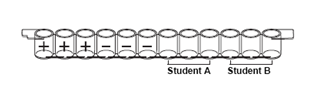 + + + − − −
Student A Student B